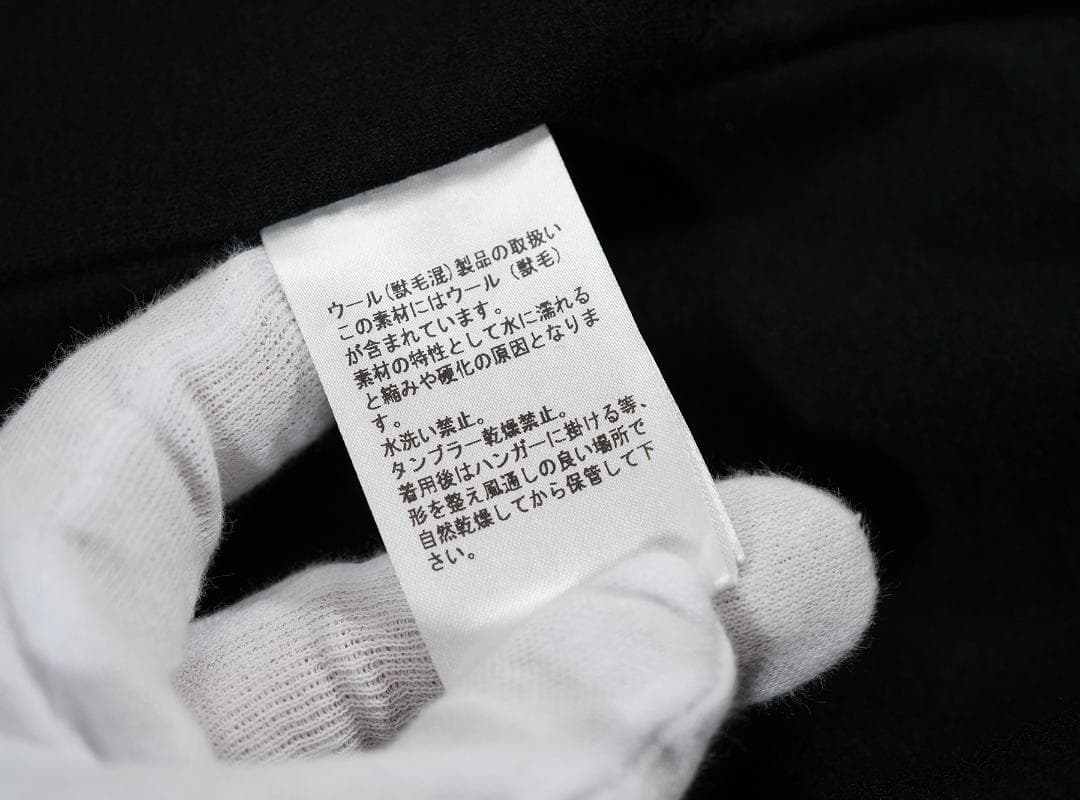 ウール(獣毛混)製品の取扱い
この素材にはウール(獣毛)
が含まれています。
素材の特性として水に濡れる
と縮みや硬化の原因となりま
す。
水洗い禁止。
タンブラー乾燥禁止。
着用後はハンガーに掛ける等、
形を整え風通しの良い場所で
自然乾燥してから保管して下
さい。